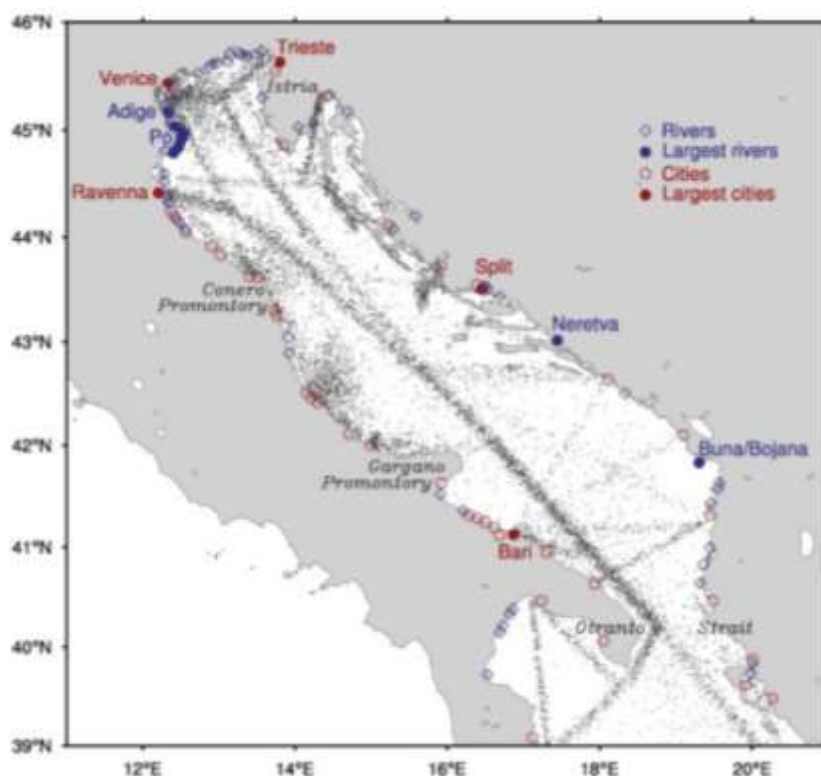 46°N
45°N
44°N
43°N
42°N
41°N
40°N
39°N
12°E
14°E
16°E
18°E
20°E
Trieste
Venice
Istria
Adige
Po
Rivers
Largest rivers
Cities
Largest cities
Ravenna
Split
Conero
Promontory
Neretva
Buna/Bojana
Gargano
Promontory
Bari
Otranto
Strait